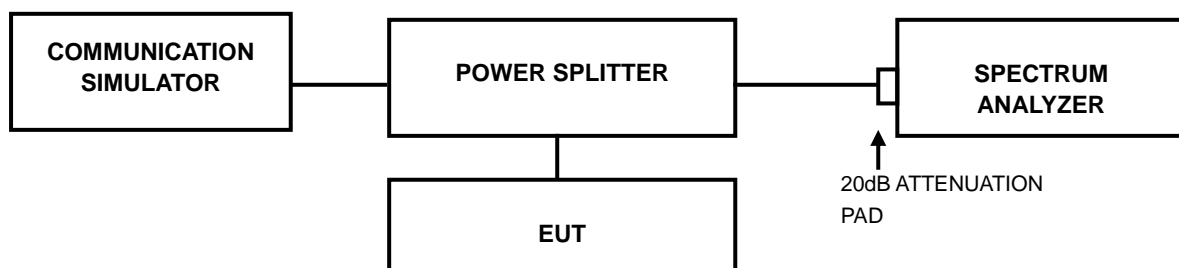 COMMUNICATION
SIMULATOR
POWER SPLITTER
SPECTRUM
ANALYZER
20dB ATTENUATION
PAD
EUT